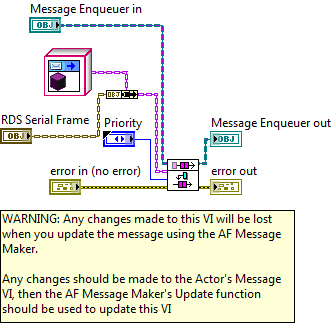 Message Enqueuer in
OBJ
OBJ
RDS Serial Frame
Priority
Message Enqueuer out
OBJ
OBJ
error in (no error)
error out
WARNING: Any changes made to this VI will be lost
when you update the message using the AF Message
Maker.
Any changes should be made to the Actor's Message
VI, then the AF Message Maker's Update function
should be used to update this VI